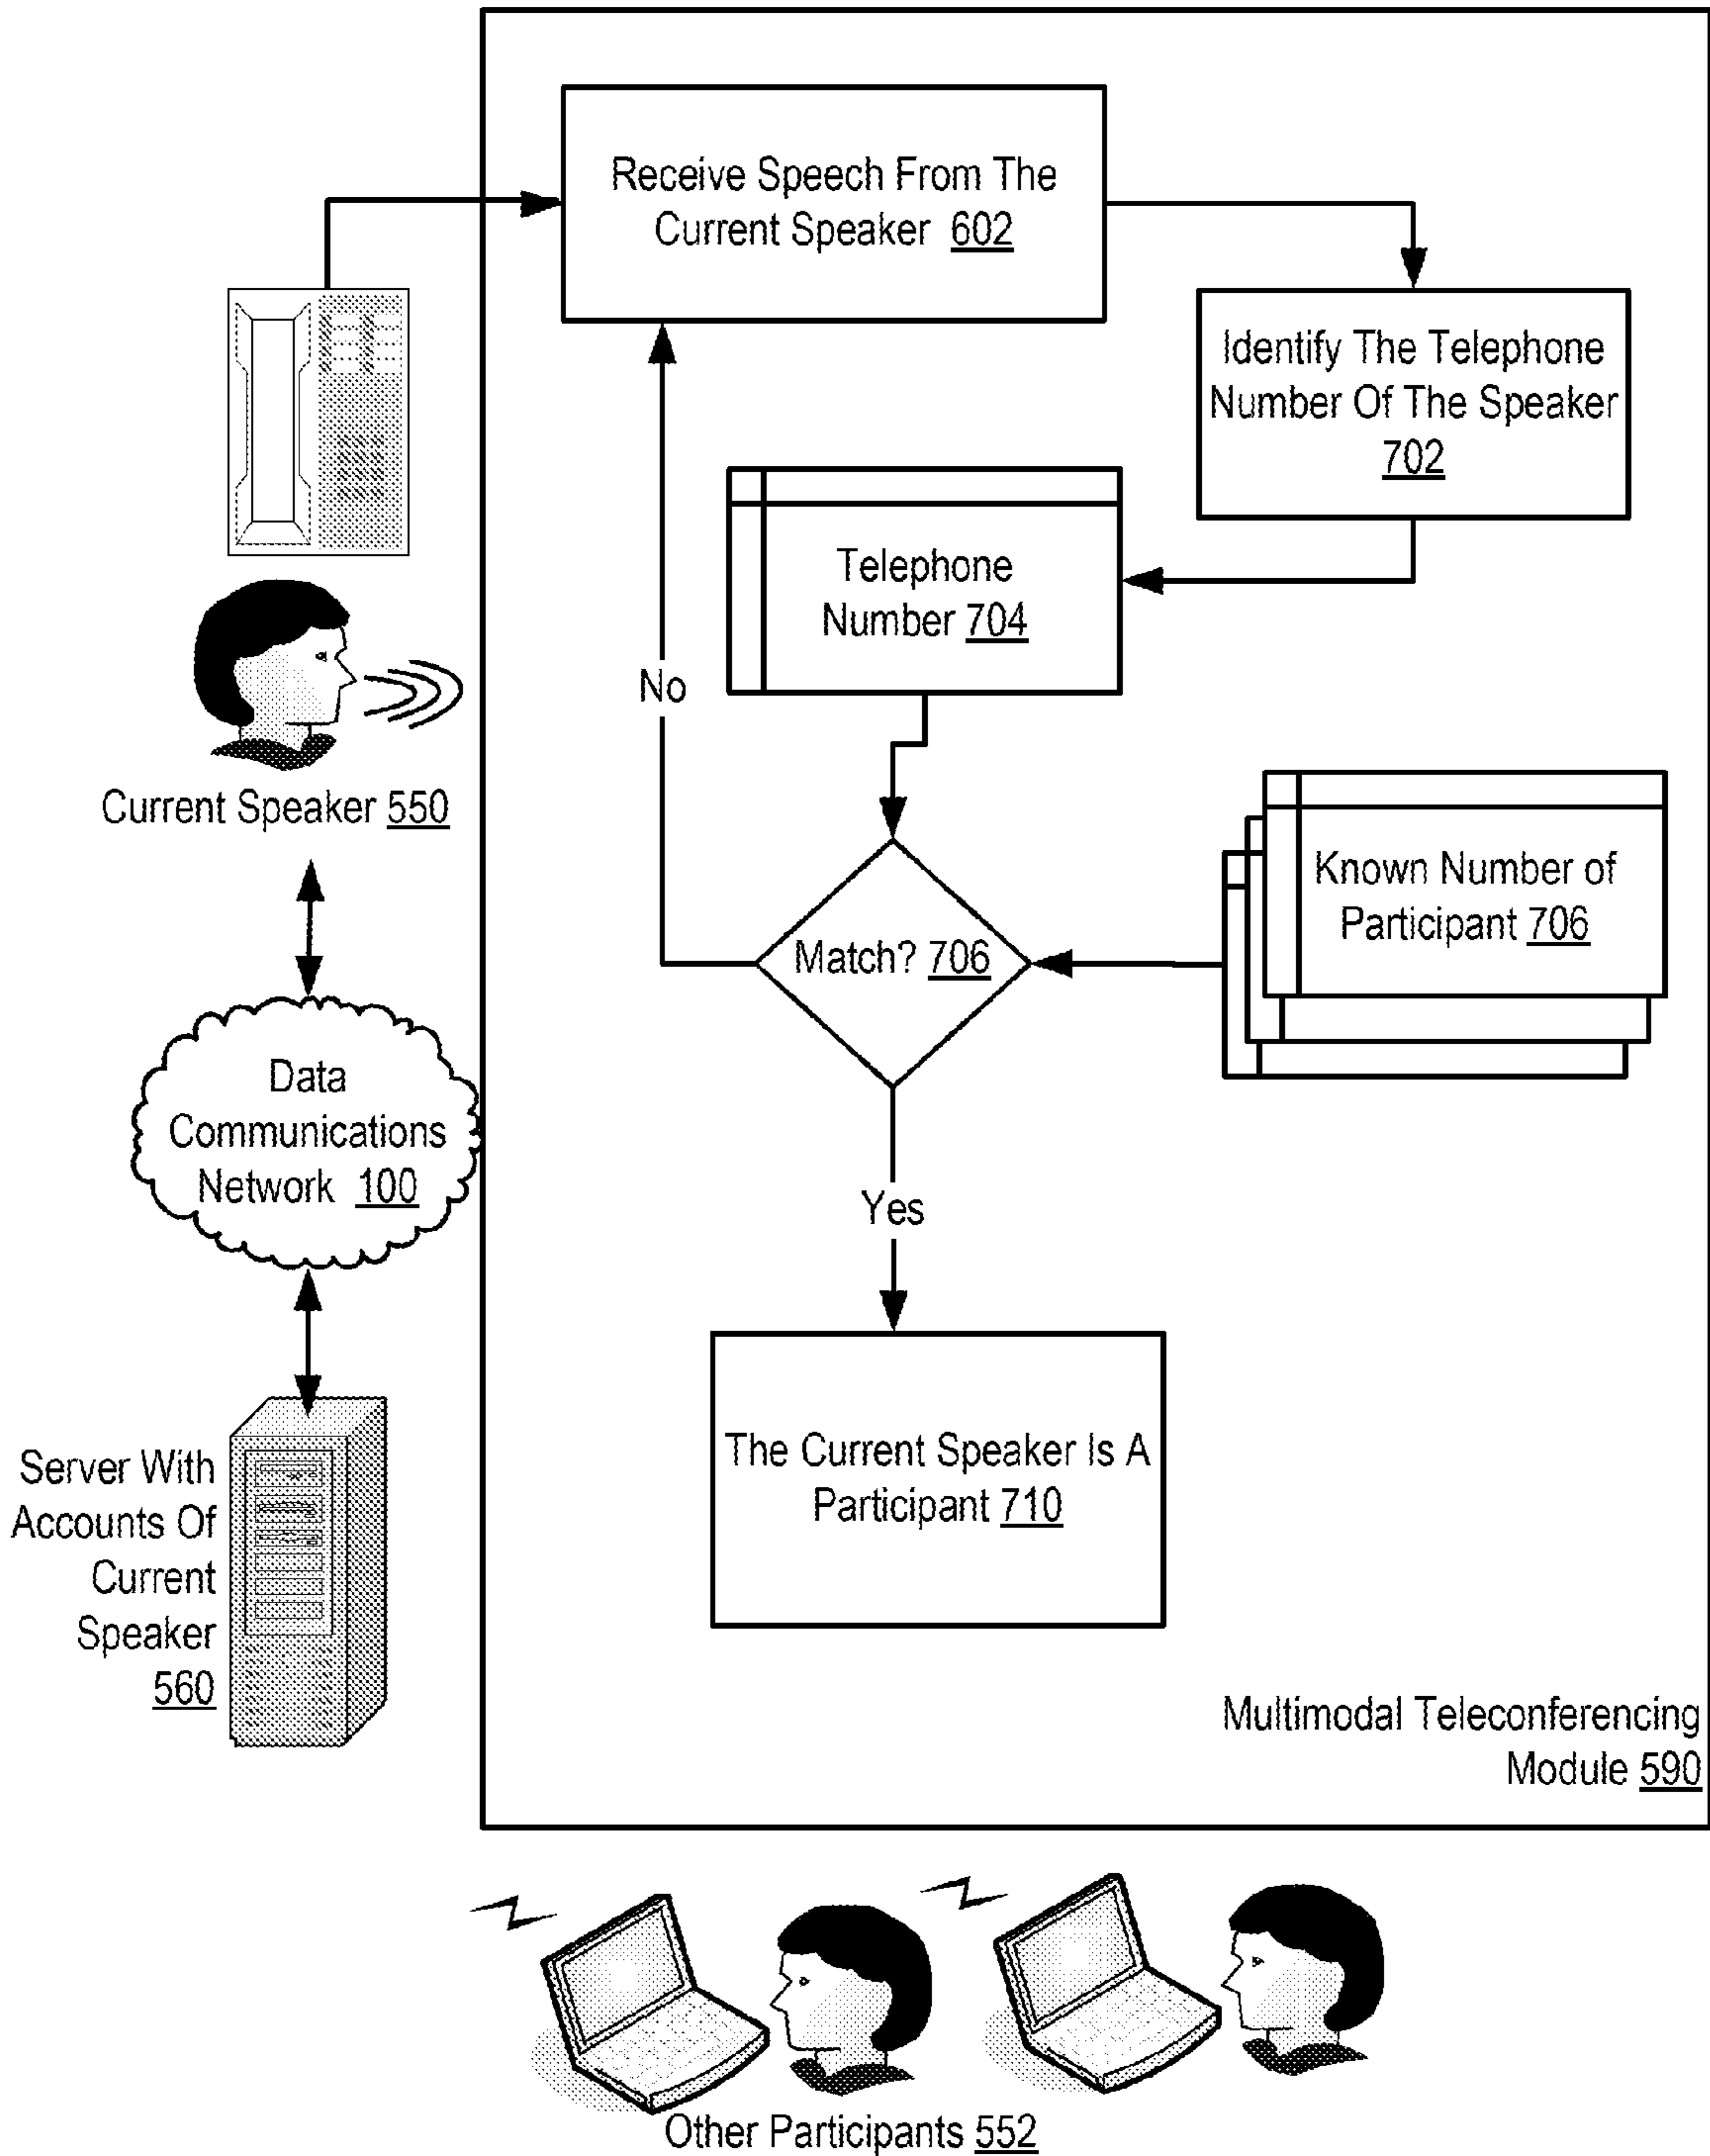 Receive Speech From The
Current Speaker 602
Identify The Telephone
Number Of The Speaker
702
Telephone
Number 704
No
Current Speaker 550
Known Number of
Participant 706
Match? 706
Data
Communications
Network 100
Yes
The Current Speaker Is A
Participant 710
Server With
Accounts Of
Current
Speaker
560
Multimodal Teleconferencing
Module 590
Other Participants 552